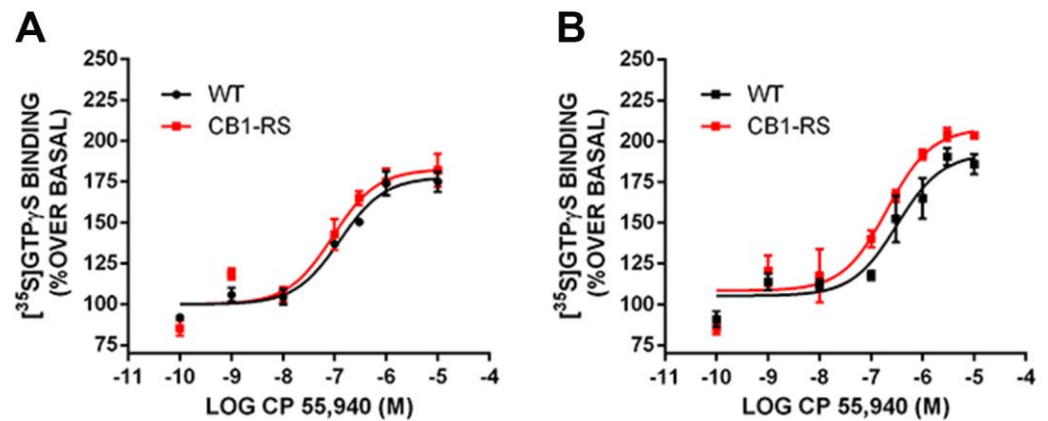 A
[³⁵S]GTPγS BINDING
(%OVER BASAL)
250
225
200
175
150
125
100
75
WT
CB1-RS
-11 -10 -9 -8 -7 -6 -5 -4
LOG CP 55,940 (M)
B
[³⁵S]GTPγS BINDING
(%OVER BASAL)
250
225
200
175
150
125
100
75
WT
CB1-RS
-11 -10 -9 -8 -7 -6 -5 -4
LOG CP 55,940 (M)